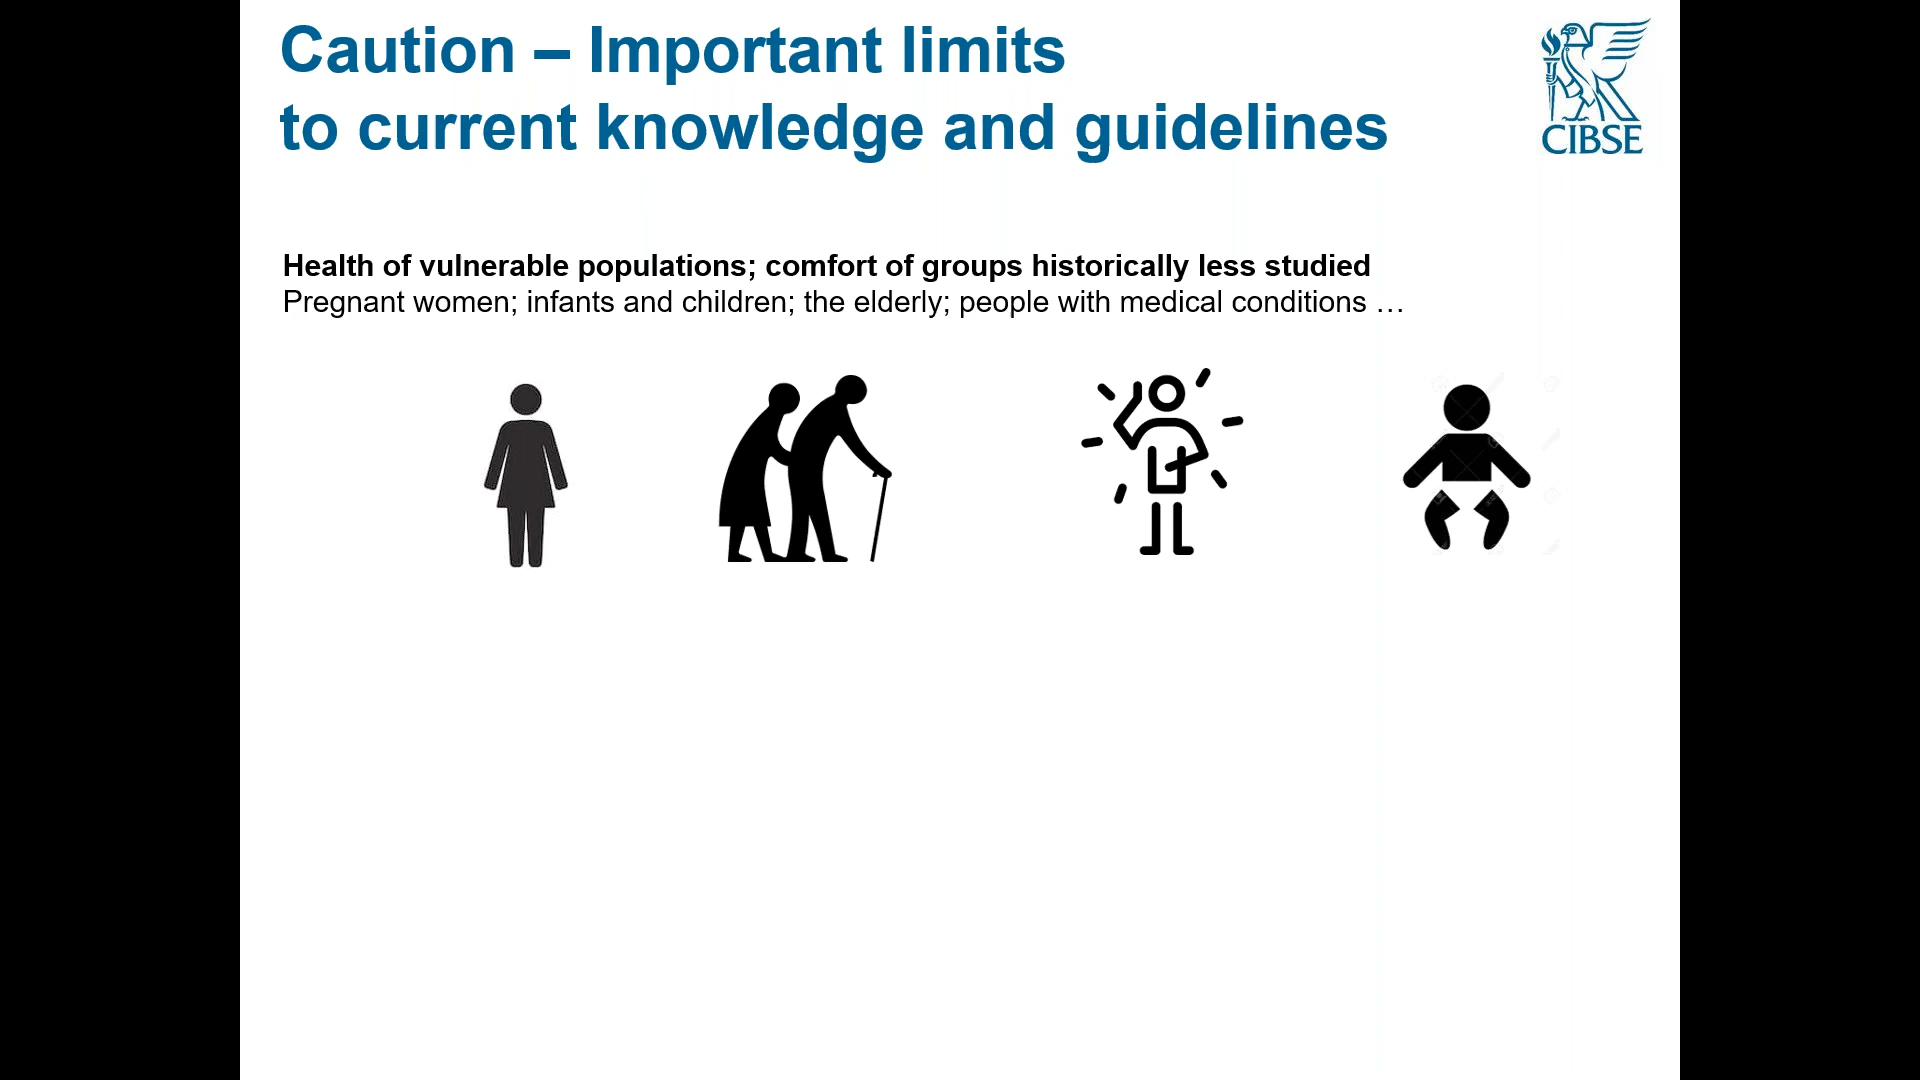 Caution – Important limits
to current knowledge and guidelines
CIBSE
Health of vulnerable populations; comfort of groups historically less studied
Pregnant women; infants and children; the elderly; people with medical conditions …